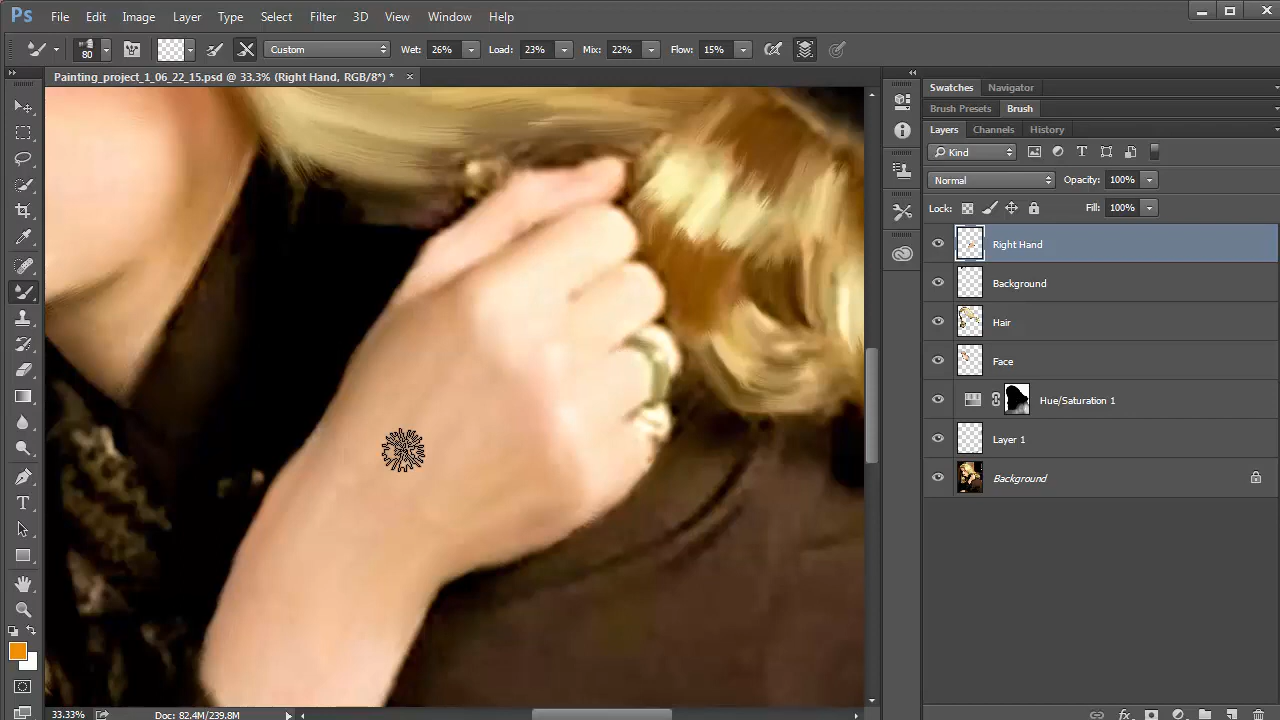 Ps File Edit Image Layer Type Select Filter 3D View Window Help
80 Custom Wet: 26% Load: 23% Mix: 22% Flow: 15%
Painting_project_1_06_22_15.psd @ 33.3% (Right Hand, RGB/8*) * ×
Swatches Navigator
Brush Presets Brush
Layers Channels History
Kind
Normal Opacity: 100%
Lock: Fill: 100%
Right Hand
Background
Hair
Face
Hue/Saturation 1
Layer 1
Background
33.33% Doc: 82.4M/239.8M
fx